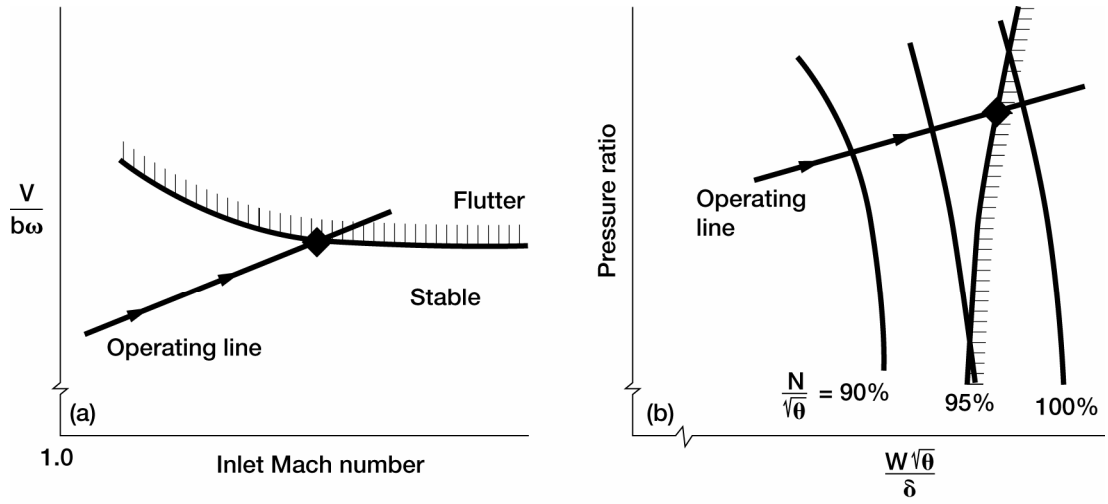 V
bω
Flutter
Stable
Operating line
(a)
1.0
Inlet Mach number
Pressure ratio
Operating
line
N
√θ
= 90%
95%
100%
(b)
W√θ
δ